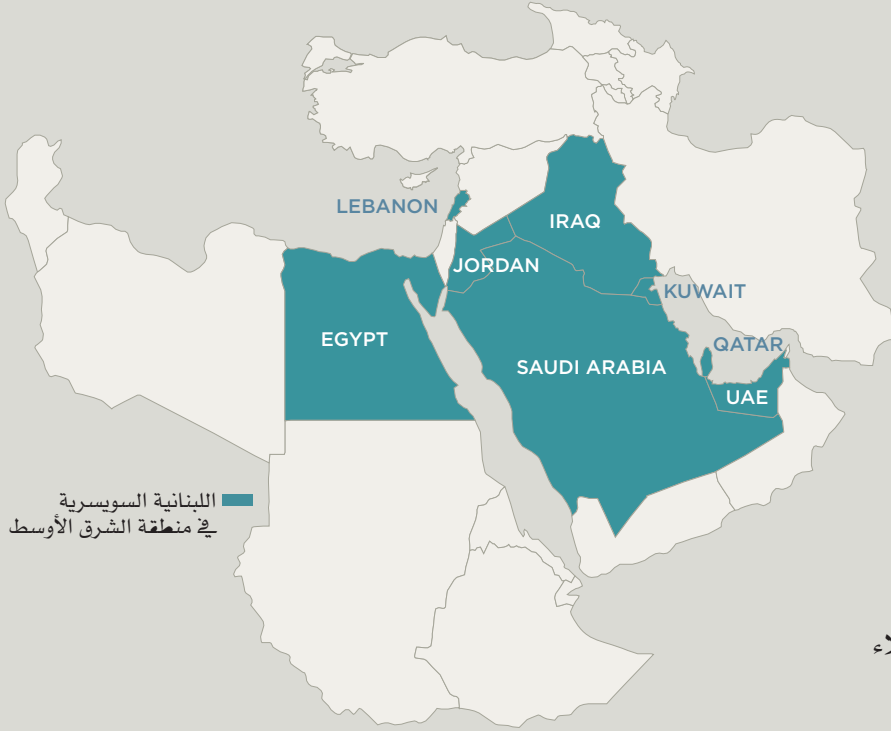 LEBANON
IRAQ
JORDAN
KUWAIT
EGYPT
QATAR
SAUDI ARABIA
UAE
اللبنانية السويسرية
في منطقة الشرق الأوسط